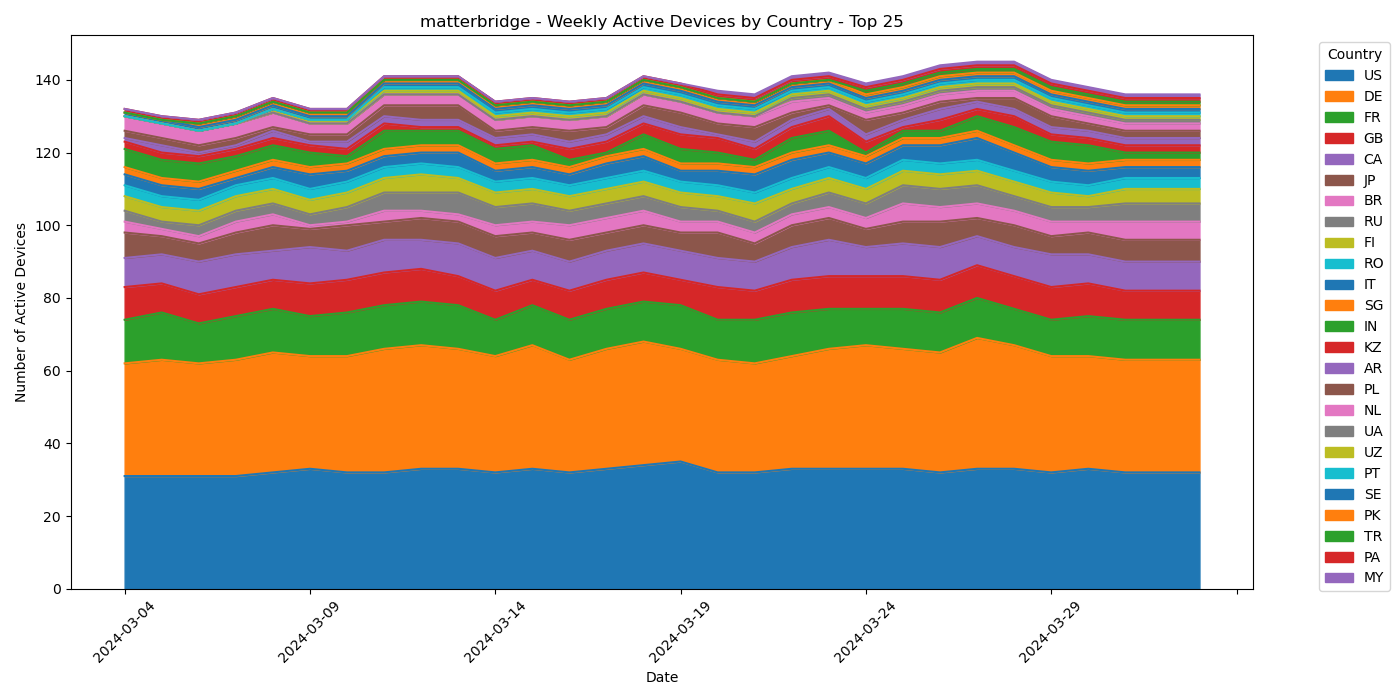 matterbridge - Weekly Active Devices by Country - Top 25
Number of Active Devices
140
120
100
80
60
40
20
0
2024-03-04
2024-03-09
2024-03-14
2024-03-19
2024-03-24
2024-03-29
Date
Country
US
DE
FR
GB
CA
JP
BR
RU
FI
RO
IT
SG
IN
KZ
AR
PL
NL
UA
UZ
PT
SE
PK
TR
PA
MY